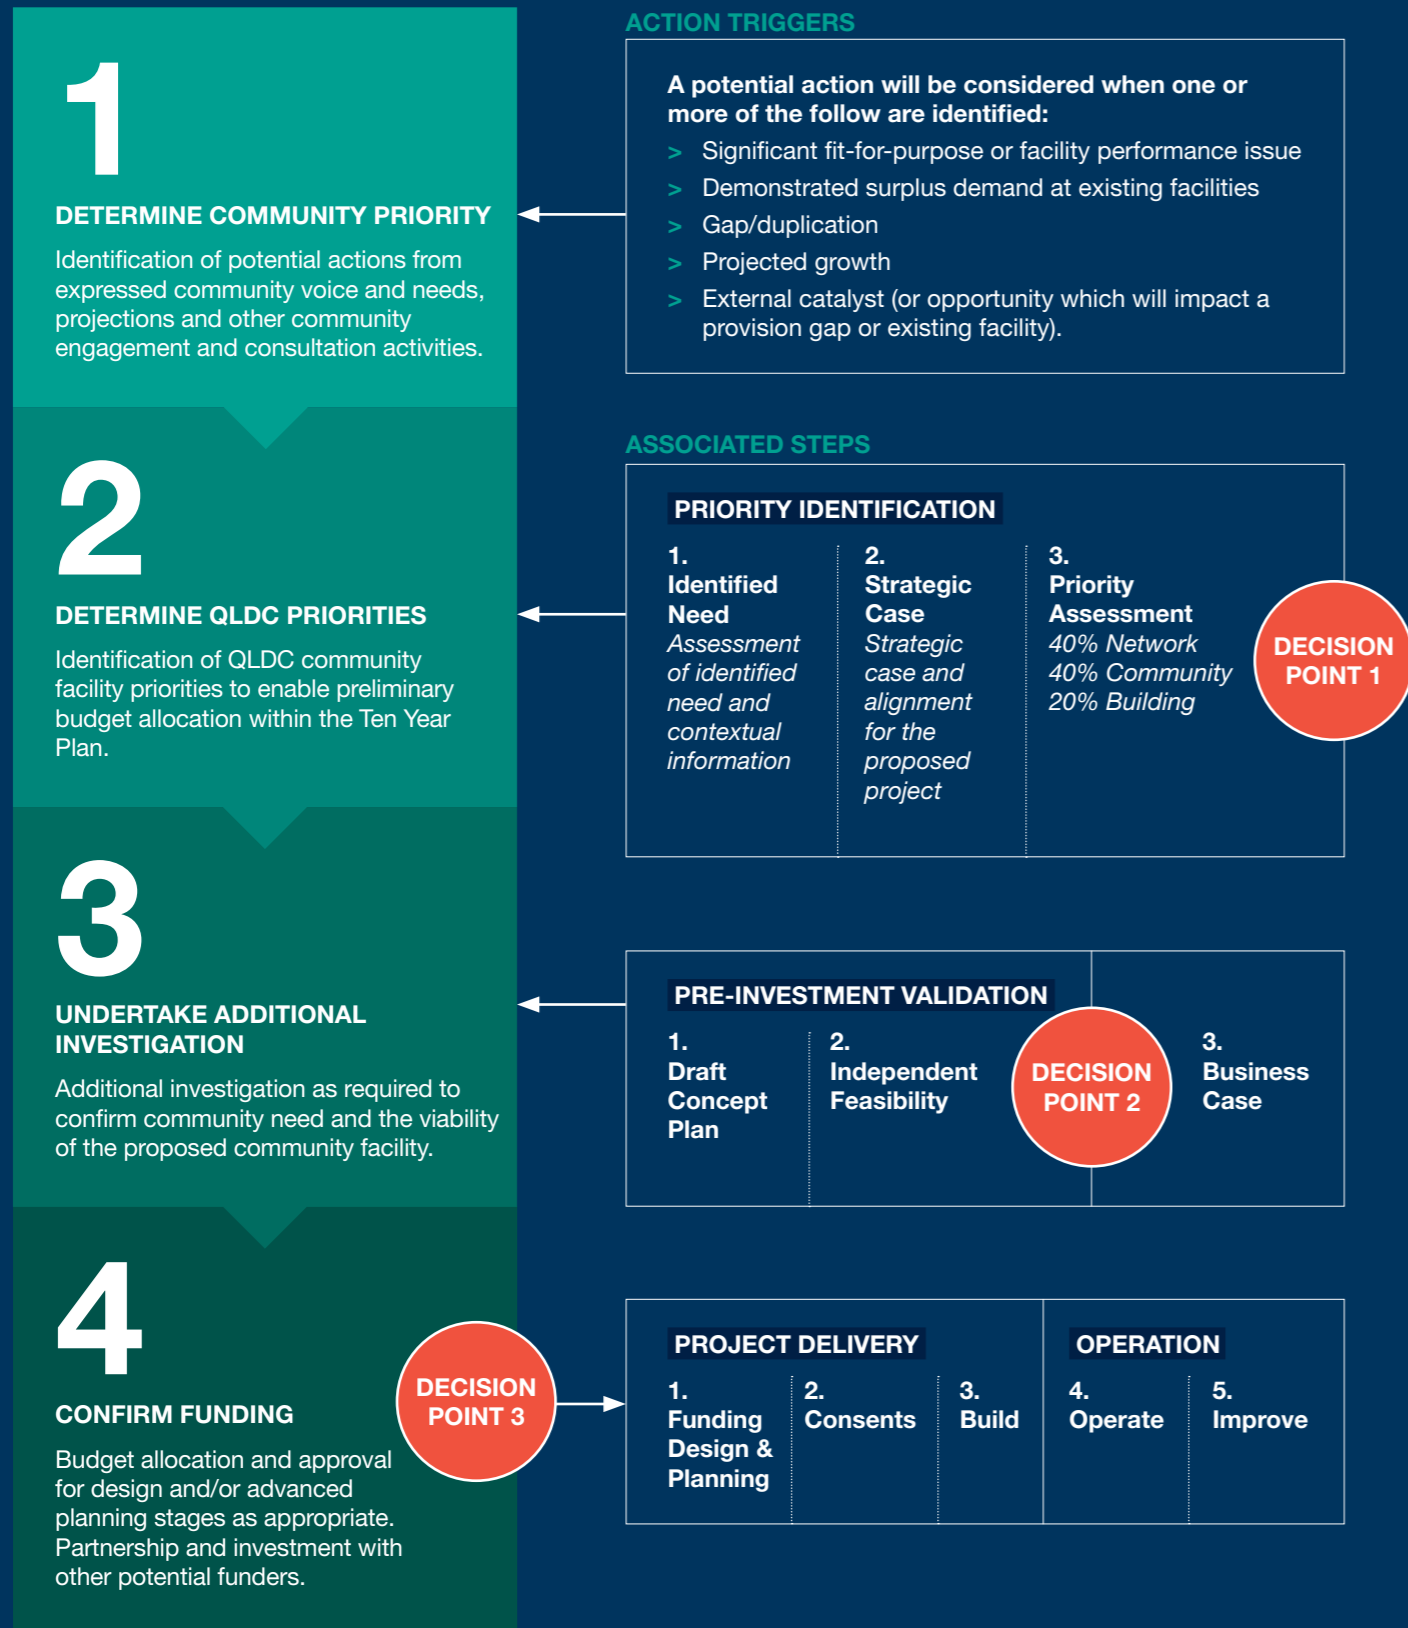 1
DETERMINE COMMUNITY PRIORITY
Identification of potential actions from
expressed community voice and needs,
projections and other community
engagement and consultation activities.
ACTION TRIGGERS
A potential action will be considered when one or
more of the follow are identified:
> Significant fit-for-purpose or facility performance issue
> Demonstrated surplus demand at existing facilities
> Gap/duplication
> Projected growth
> External catalyst (or opportunity which will impact a
provision gap or existing facility).
2
DETERMINE QLDC PRIORITIES
Identification of QLDC community
facility priorities to enable preliminary
budget allocation within the Ten Year
Plan.
ASSOCIATED STEPS
PRIORITY IDENTIFICATION
1.
Identified
Need
Assessment
of identified
need and
contextual
information
2.
Strategic
Case
Strategic
case and
alignment
for the
proposed
project
3.
Priority
Assessment
40% Network
40% Community
20% Building
DECISION
POINT 1
3
UNDERTAKE ADDITIONAL
INVESTIGATION
Additional investigation as required to
confirm community need and the viability
of the proposed community facility.
PRE-INVESTMENT VALIDATION
1.
Draft
Concept
Plan
2.
Independent
Feasibility
DECISION
POINT 2
3.
Business
Case
4
CONFIRM FUNDING
Budget allocation and approval
for design and/or advanced
planning stages as appropriate.
Partnership and investment with
other potential funders.
DECISION
POINT 3
PROJECT DELIVERY
1.
Funding
Design &
Planning
2.
Consents
3.
Build
OPERATION
4.
Operate
5.
Improve